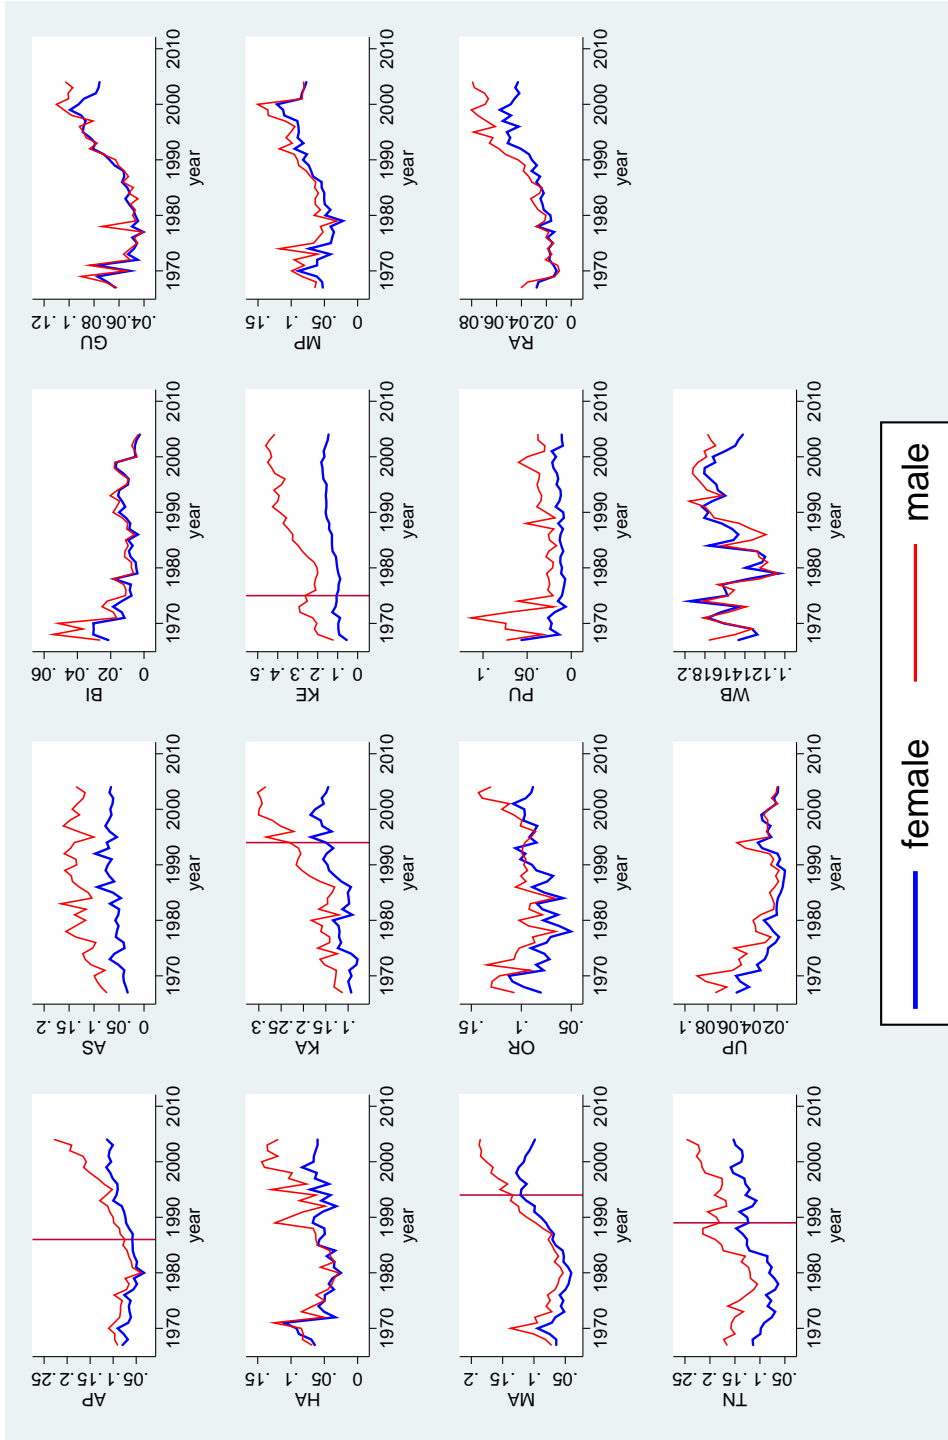 AP
.05 .1 .15 .2 .25
1970 1980 1990 2000 2010
year
AS
0 .05 .1 .15 .2
1970 1980 1990 2000 2010
year
BI
0 .02 .04 .06
1970 1980 1990 2000 2010
year
GU
.04 .06 .08 .1 .12
1970 1980 1990 2000 2010
year
HA
0 .05 .1 .15
1970 1980 1990 2000 2010
year
KA
.1 .15 .2 .25 .3
1970 1980 1990 2000 2010
year
KE
0 .1 .2 .3 .4 .5
1970 1980 1990 2000 2010
year
MP
0 .05 .1 .15
1970 1980 1990 2000 2010
year
MA
.05 .1 .15 .2
1970 1980 1990 2000 2010
year
OR
.05 .1 .15
1970 1980 1990 2000 2010
year
PU
0 .05 .1
1970 1980 1990 2000 2010
year
RA
0 .02 .04 .06 .08
1970 1980 1990 2000 2010
year
TN
.05 .1 .15 .2 .25
1970 1980 1990 2000 2010
year
UP
.02 .04 .06 .08 .1
1970 1980 1990 2000 2010
year
WB
.1 .12 .14 .16 .18 .2
1970 1980 1990 2000 2010
year
female male